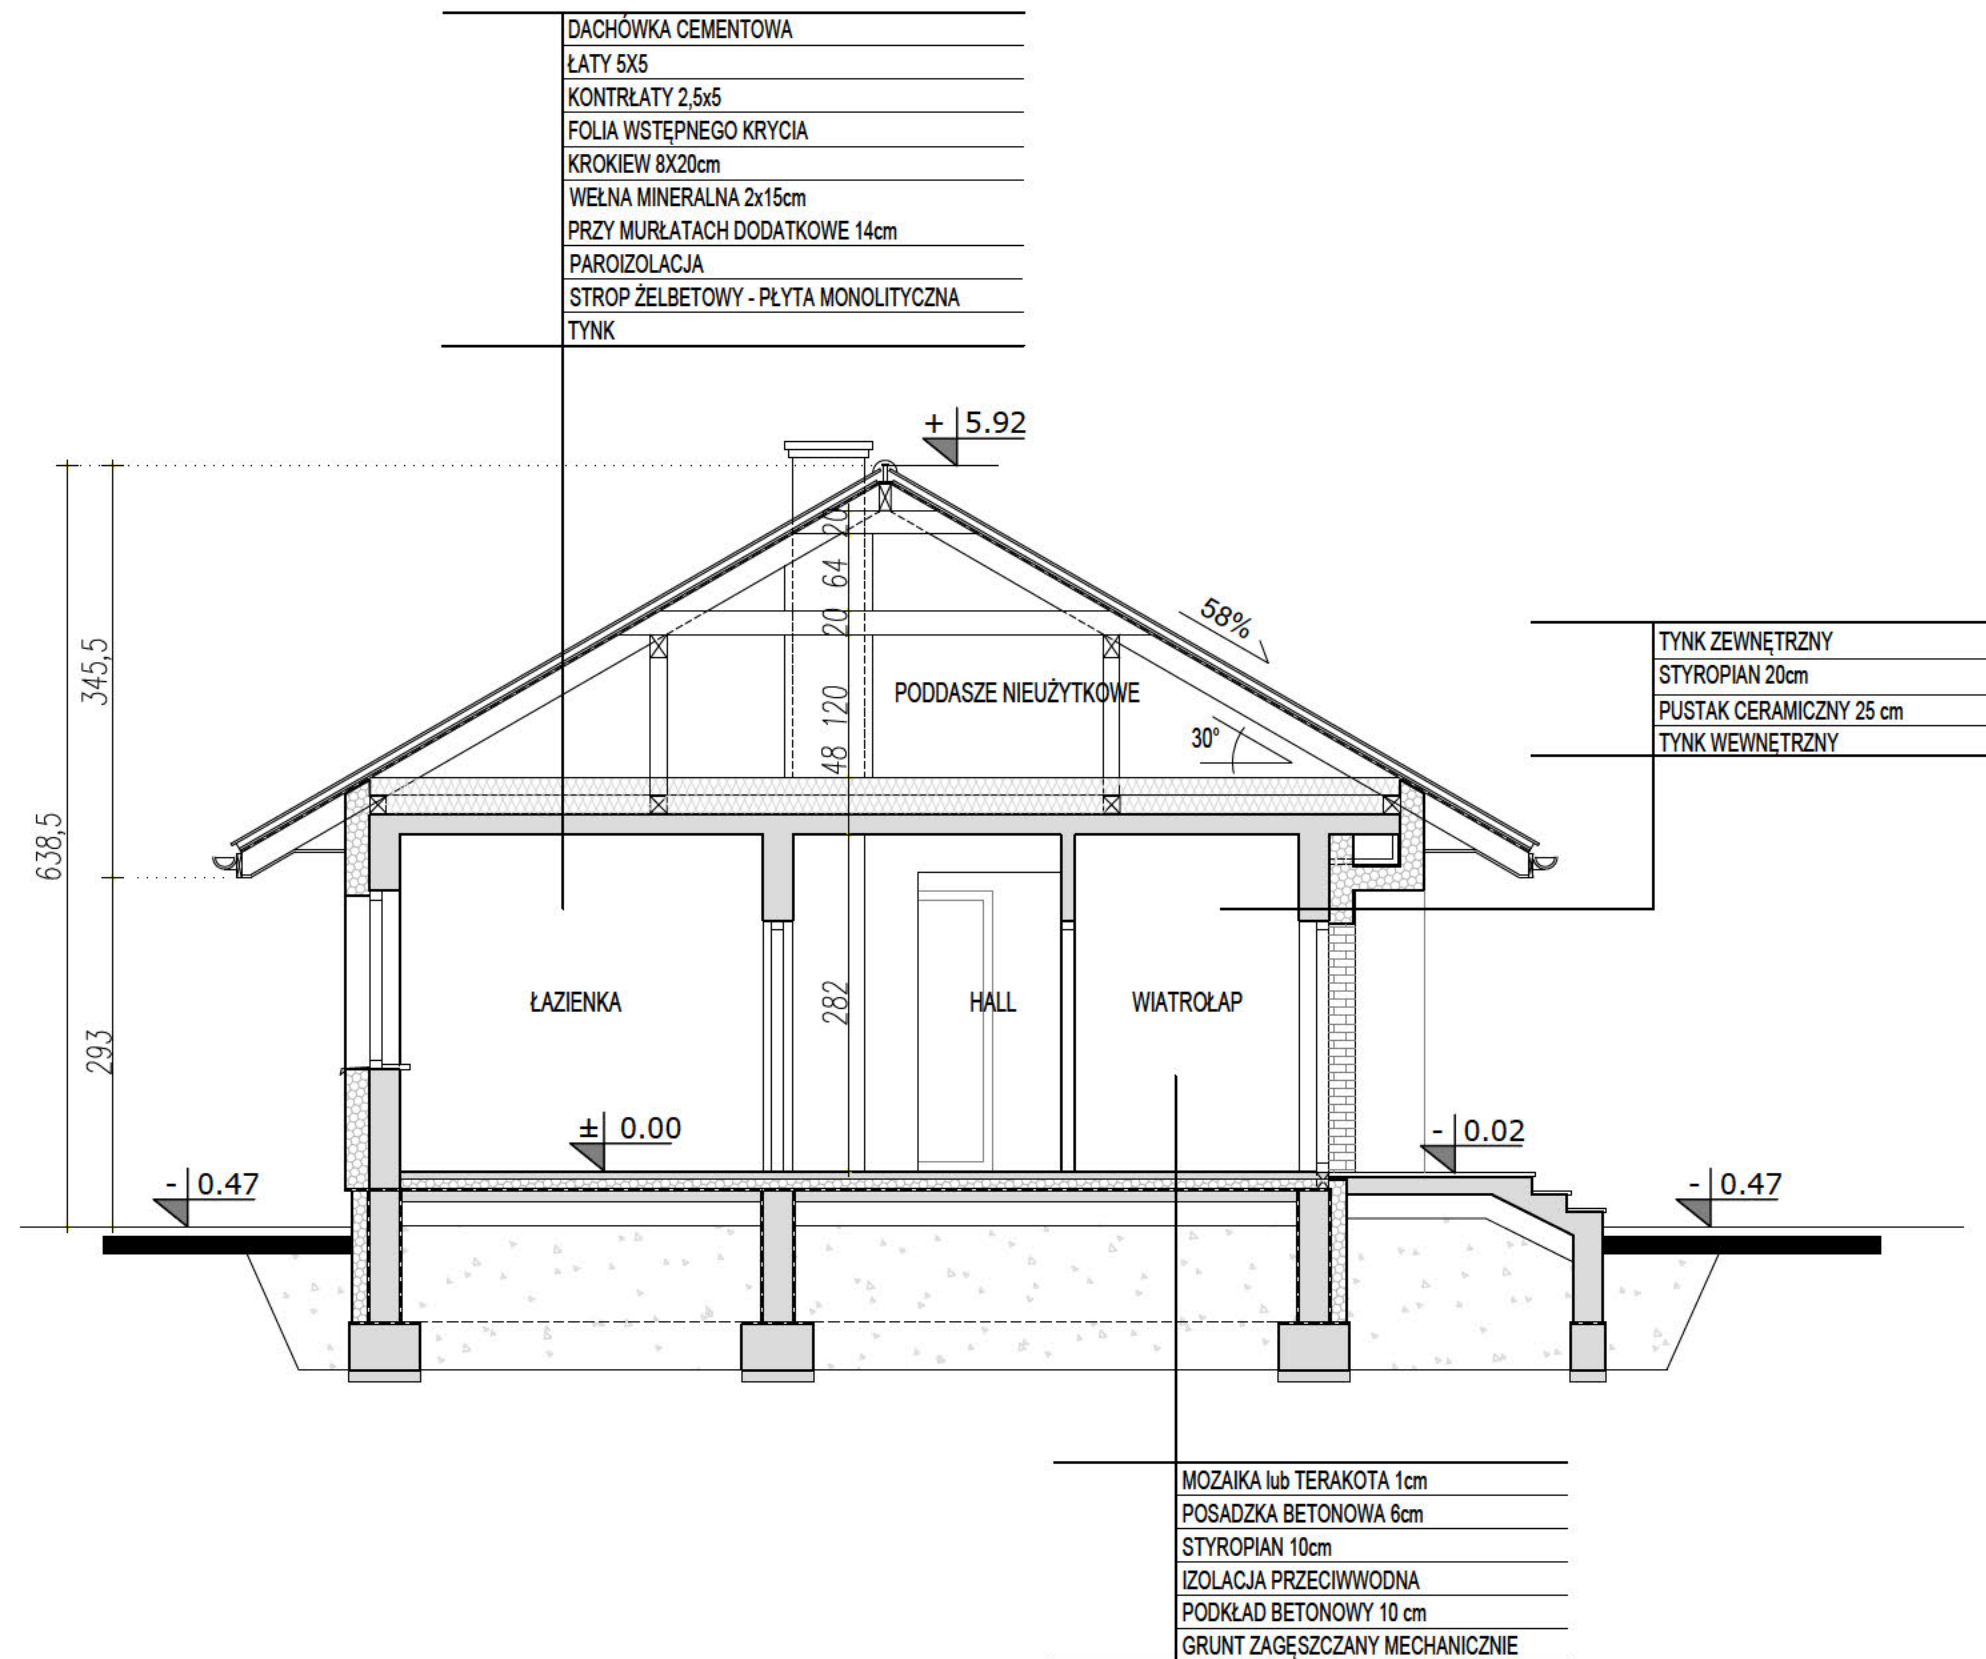 DACHÓWKA CEMENTOWA
ŁATY 5X5
KONTRŁATY 2,5x5
FOLIA WSTĘPNEGO KRYCIA
KROKIEW 8X20cm
WEŁNA MINERALNA 2x15cm
PRZY MURŁATACH DODATKOWE 14cm
PAROIZOLACJA
STROP ŻELBETOWY - PŁYTA MONOLITYCZNA
TYNK
+ 5.92
20
64
20
120
48
282
345,5
638,5
293
58%
30°
PODDASZE NIEUŻYTKOWE
TYNK ZEWNĘTRZNY
STYROPIAN 20cm
PUSTAK CERAMICZNY 25 cm
TYNK WEWNĘTRZNY
ŁAZIENKA
HALL
WIATROŁAP
± 0.00
- 0.02
- 0.47
- 0.47
MOZAIKA lub TERAKOTA 1cm
POSADZKA BETONOWA 6cm
STYROPIAN 10cm
IZOLACJA PRZECIWWODNA
PODKŁAD BETONOWY 10 cm
GRUNT ZAGĘSZCZANY MECHANICZNIE